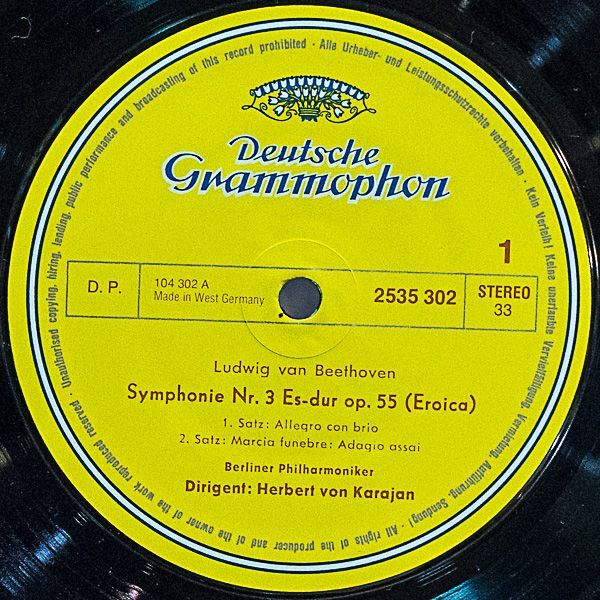 Alle Urheber- und Leistungsschutzrechte vorbehalten · Kein Verleih! Keine unerlaubte Vervielfältigung, Vermietung, Aufführung, Sendung! · All rights of the producer and of the owner of the work reproduced reserved · Unauthorised copying, hiring, lending, public performance and broadcasting of this record prohibited ·
Deutsche
Grammophon
1
D. P.
104 302 A
Made in West Germany
2535 302
STEREO
33
Ludwig van Beethoven
Symphonie Nr. 3 Es-dur op. 55 (Eroica)
1. Satz: Allegro con brio
2. Satz: Marcia funebre: Adagio assai
Berliner Philharmoniker
Dirigent: Herbert von Karajan